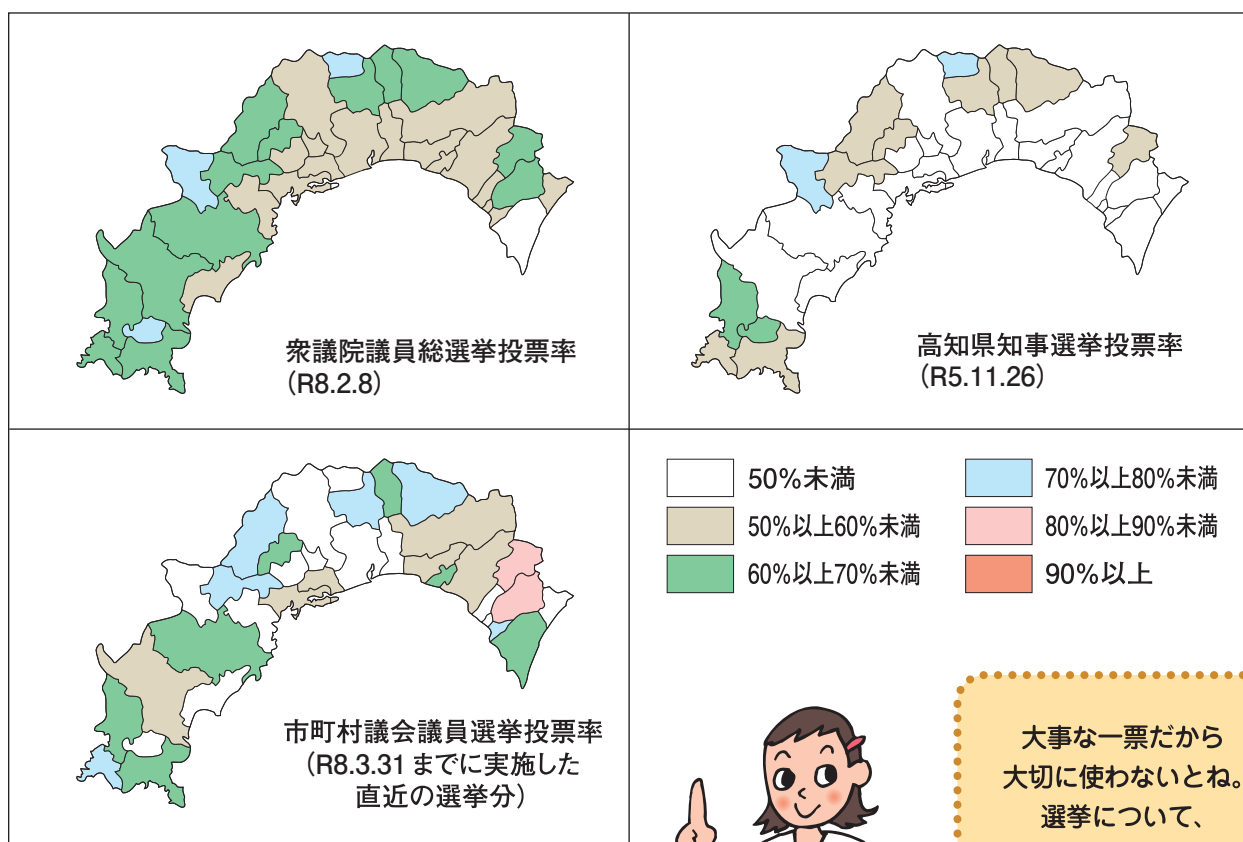 衆議院議員総選挙投票率
(R8.2.8)
高知県知事選挙投票率
(R5.11.26)
市町村議会議員選挙投票率
(R8.3.31 までに実施した
直近の選挙分)
50%未満
50%以上60%未満
60%以上70%未満
70%以上80%未満
80%以上90%未満
90%以上
大事な一票だから
大切に使わないとね。
選挙について、